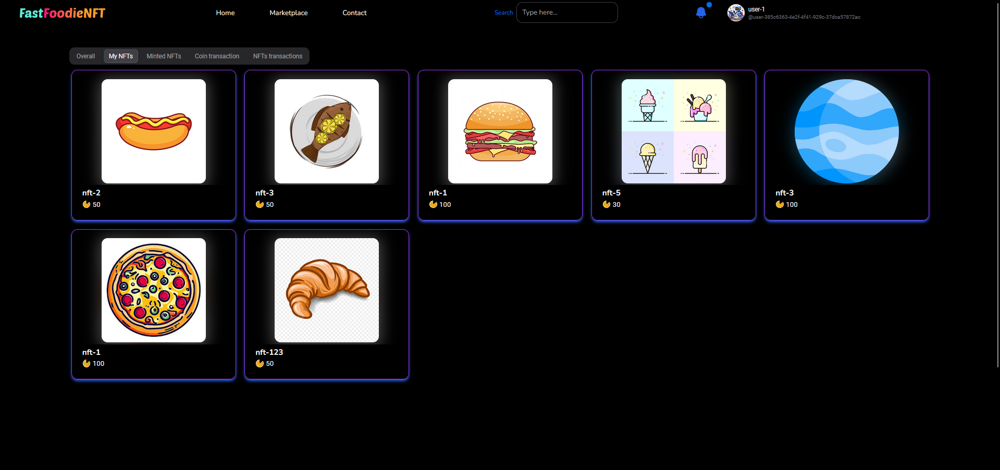 FastFoodieNFT
Home
Marketplace
Contact
Search
Type here...
user-1
@user-385c6363-4e2f-4f41-929c-37dca57872ac
Overall
My NFTs
Minted NFTs
Coin transaction
NFTs transactions
nft-2
50
nft-3
50
nft-1
100
nft-5
30
nft-3
100
nft-1
100
nft-123
50